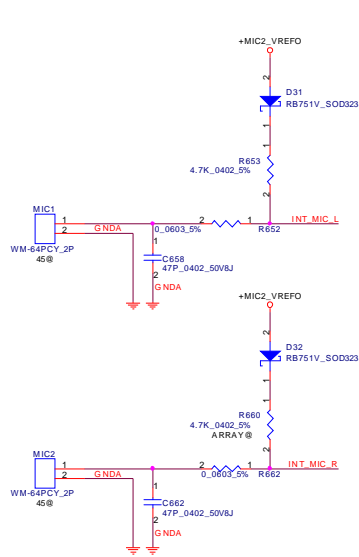 +MIC2_VREFO
2
D31
RB751V_SOD323
1
1
R653
4.7K_0402_5%
2
MIC1
1
2
GNDA
0_0603_5%
2
1
R652
INT_MIC_L
WM-64PCY_2P
45@
1
C658
47P_0402_50V8J
2
GNDA
+MIC2_VREFO
2
D32
RB751V_SOD323
1
1
R660
4.7K_0402_5%
ARRAY@
2
MIC2
1
2
GNDA
2
0_0603_5%
1
R662
INT_MIC_R
WM-64PCY_2P
45@
1
C662
47P_0402_50V8J
2
GNDA